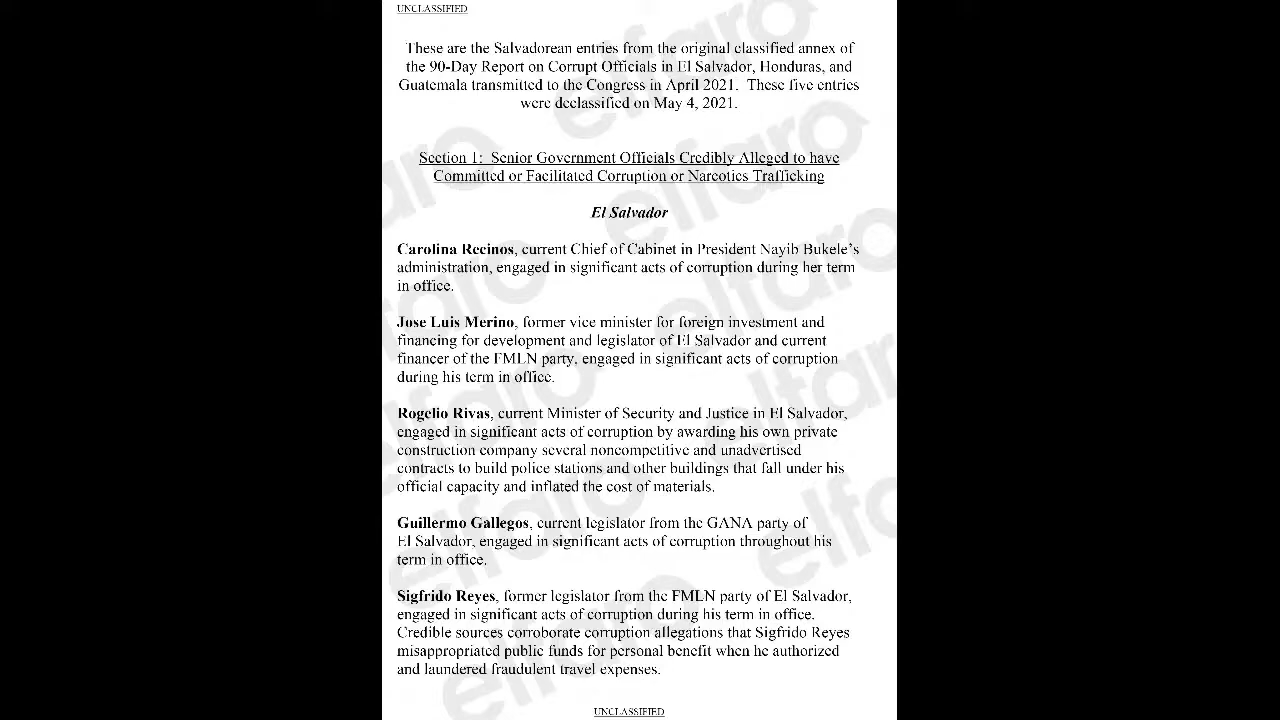 UNCLASSIFIED
These are the Salvadorean entries from the original classified annex of
the 90-Day Report on Corrupt Officials in El Salvador, Honduras, and
Guatemala transmitted to the Congress in April 2021.  These five entries
were declassified on May 4, 2021.
Section 1:  Senior Government Officials Credibly Alleged to have
Committed or Facilitated Corruption or Narcotics Trafficking
El Salvador
Carolina Recinos, current Chief of Cabinet in President Nayib Bukele’s
administration, engaged in significant acts of corruption during her term
in office.
Jose Luis Merino, former vice minister for foreign investment and
financing for development and legislator of El Salvador and current
financer of the FMLN party, engaged in significant acts of corruption
during his term in office.
Rogelio Rivas, current Minister of Security and Justice in El Salvador,
engaged in significant acts of corruption by awarding his own private
construction company several noncompetitive and unadvertised
contracts to build police stations and other buildings that fall under his
official capacity and inflated the cost of materials.
Guillermo Gallegos, current legislator from the GANA party of
El Salvador, engaged in significant acts of corruption throughout his
term in office.
Sigfrido Reyes, former legislator from the FMLN party of El Salvador,
engaged in significant acts of corruption during his term in office.
Credible sources corroborate corruption allegations that Sigfrido Reyes
misappropriated public funds for personal benefit when he authorized
and laundered fraudulent travel expenses.
UNCLASSIFIED
elfaro
elfaro
elfaro
elfaro
elfaro
elfaro
elfaro
elfaro
elfaro